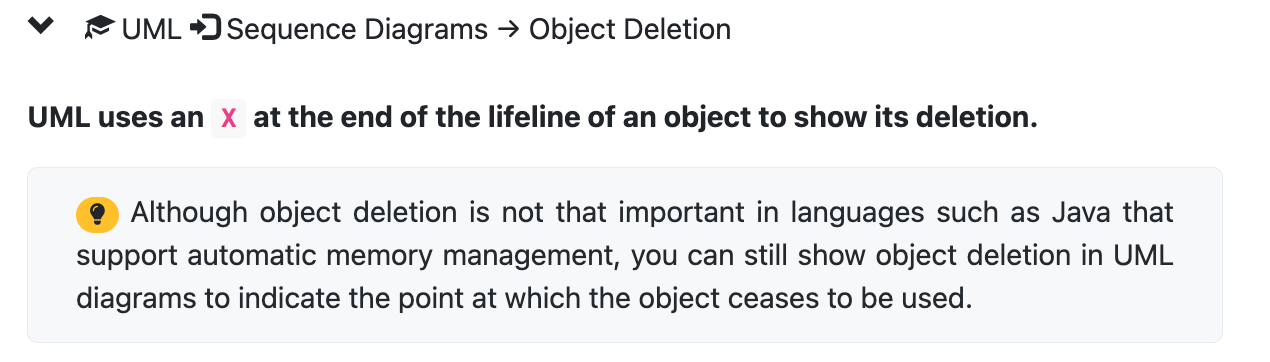 UML Sequence Diagrams → Object Deletion
UML uses an X at the end of the lifeline of an object to show its deletion.
Although object deletion is not that important in languages such as Java that
support automatic memory management, you can still show object deletion in UML
diagrams to indicate the point at which the object ceases to be used.